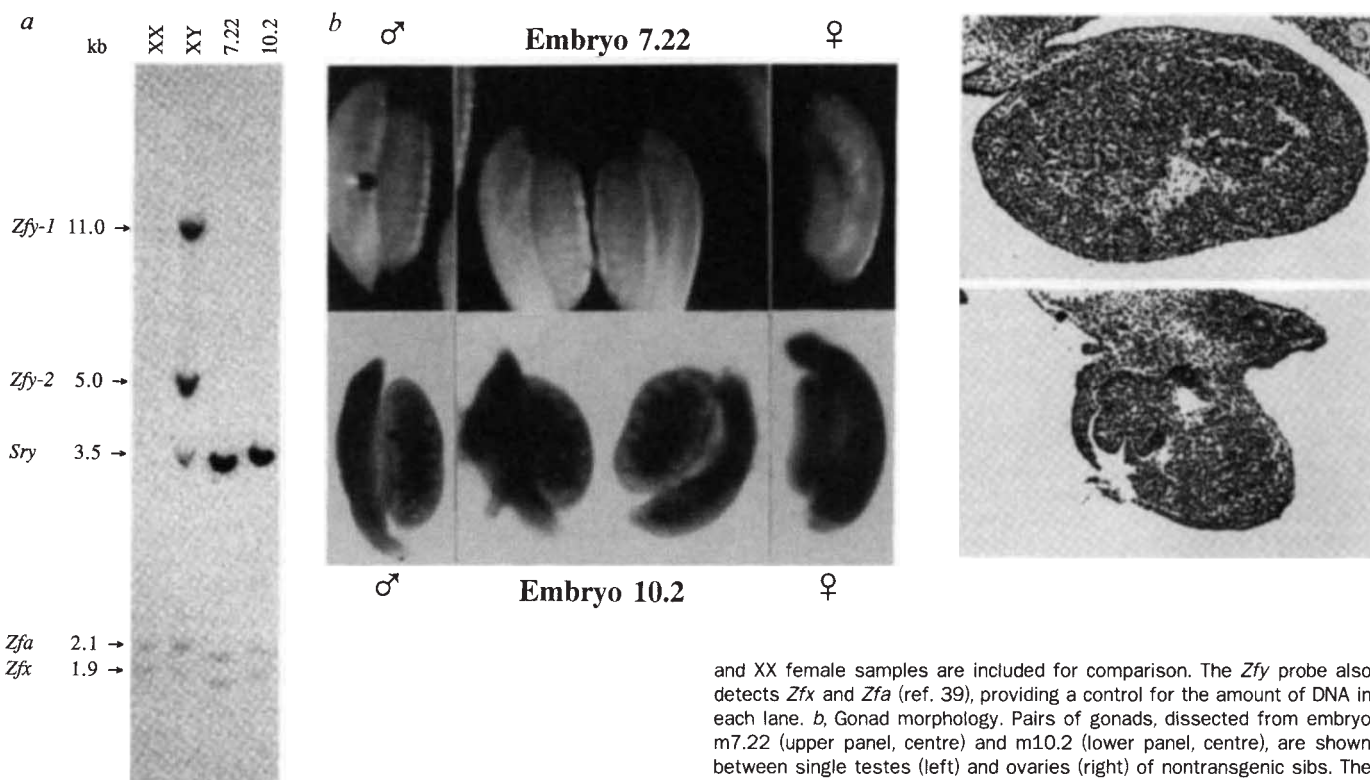 a
b
kb
XX
XY
7.22
10.2
♂
Embryo 7.22
♀
Zfy-1 11.0
Zfy-2 5.0
Sry 3.5
Zfa 2.1
Zfx 1.9
♂
Embryo 10.2
♀
and XX female samples are included for comparison. The Zfy probe also
detects Zfx and Zfa (ref. 39), providing a control for the amount of DNA in
each lane. b, Gonad morphology. Pairs of gonads, dissected from embryo
m7.22 (upper panel, centre) and m10.2 (lower panel, centre), are shown
between single testes (left) and ovaries (right) of nontransgenic sibs. The